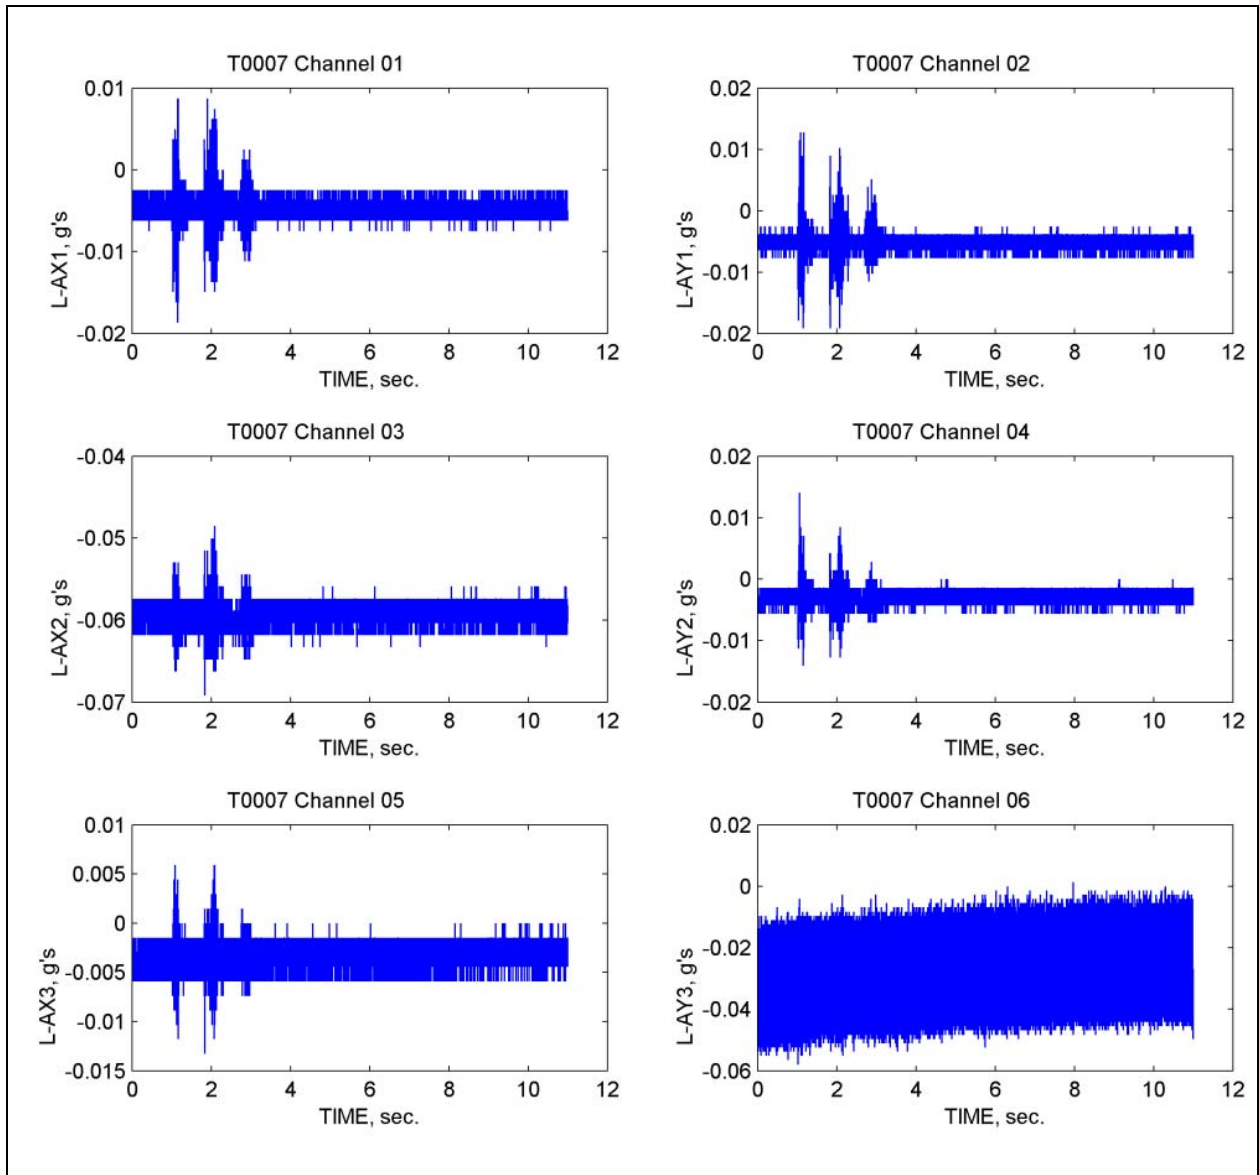 T0007 Channel 01
0.01
0
-0.01
-0.02
L-AX1, g's
0 2 4 6 8 10 12
TIME, sec.
T0007 Channel 02
0.02
0.01
0
-0.01
-0.02
L-AY1, g's
0 2 4 6 8 10 12
TIME, sec.
T0007 Channel 03
-0.04
-0.05
-0.06
-0.07
L-AX2, g's
0 2 4 6 8 10 12
TIME, sec.
T0007 Channel 04
0.02
0.01
0
-0.01
-0.02
L-AY2, g's
0 2 4 6 8 10 12
TIME, sec.
T0007 Channel 05
0.01
0.005
0
-0.005
-0.01
-0.015
L-AX3, g's
0 2 4 6 8 10 12
TIME, sec.
T0007 Channel 06
0.02
0
-0.02
-0.04
-0.06
L-AY3, g's
0 2 4 6 8 10 12
TIME, sec.